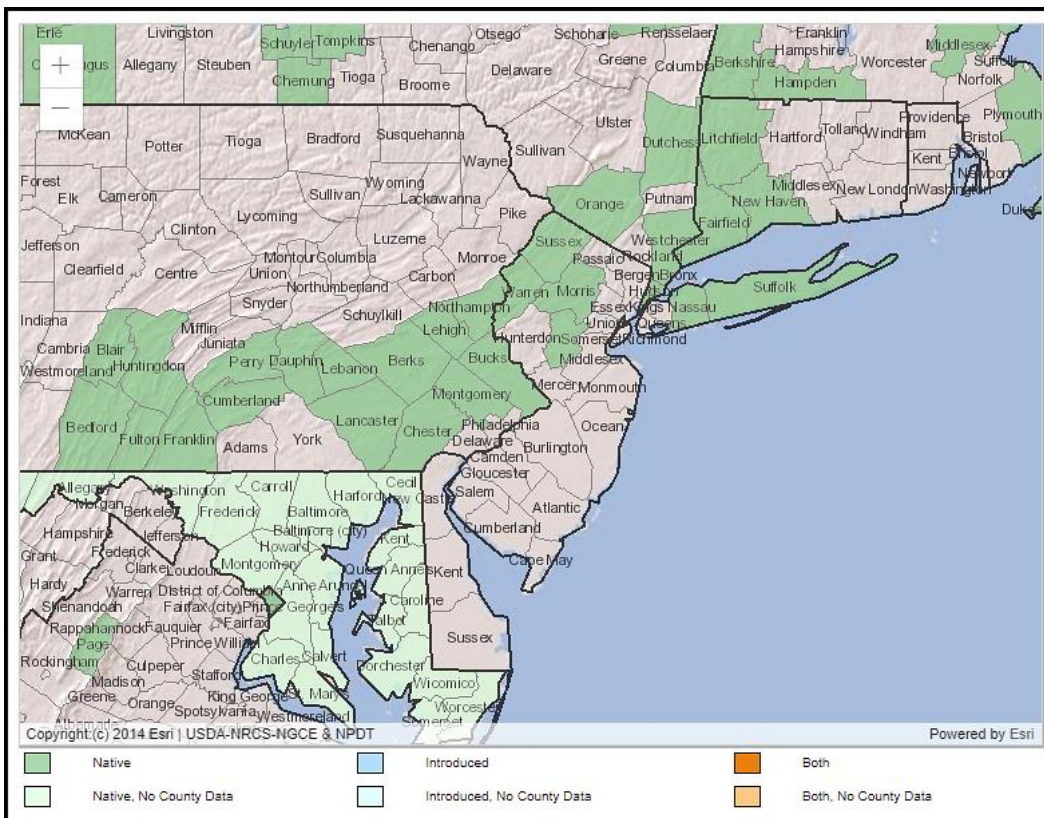 Erie Livingston Schuyler Tompkins Chenango Otsego Schoharie Rensselaer Franklin Middlesex
+
Allegany Steuben Chemung Tioga Broome Delaware Greene Columbia Berkshire Hampshire Worcester Suffolk
Hampden Norfolk
−
McKean Potter Tioga Bradford Susquehanna Wayne Sullivan Ulster Dutchess Litchfield Hartford Tolland Windham Providence Plymouth
Bristol
Kent Bristol
Forest Elk Cameron Sullivan Wyoming Lackawanna Pike Orange Putnam New Haven Middlesex New London Washington Newport
Lycoming Fairfield Dukes
Jefferson Clinton Luzerne Monroe Sussex Passaic Westchester Rockland
Clearfield Centre Union Montour Columbia Carbon Bergen Bronx
Northumberland Warren Morris Hudson Suffolk
Snyder Schuylkill Northampton Essex Kings Nassau
Indiana Mifflin Lehigh Union Queens
Cambria Blair Juniata Hunterdon Somerset Richmond
Westmoreland Huntingdon Perry Dauphin Lebanon Berks Bucks Middlesex
Cumberland Montgomery Mercer Monmouth
Bedford Fulton Franklin Adams York Lancaster Chester Philadelphia Ocean
Delaware Burlington
Camden
Allegany Washington Carroll Cecil Gloucester
Morgan Frederick Harford New Castle Salem
Berkeley Baltimore Atlantic
Hampshire Jefferson Baltimore (city) Cumberland
Grant Frederick Howard Kent
Clarke Loudoun Montgomery Cape May
Hardy Warren District of Columbia Anne Arundel Queen Anne's Kent
Shenandoah Fairfax (city) Prince George's Caroline
Rappahannock Fauquier Fairfax Talbot
Page Prince William Sussex
Rockingham Culpeper Charles Calvert Dorchester
Madison Stafford Wicomico
Greene Orange King George St. Mary's
Spotsylvania Westmoreland Worcester
Albemarle Somerset
Copyright:(c) 2014 Esri | USDA-NRCS-NGCE & NPDT Powered by Esri
Native Introduced Both
Native, No County Data Introduced, No County Data Both, No County Data